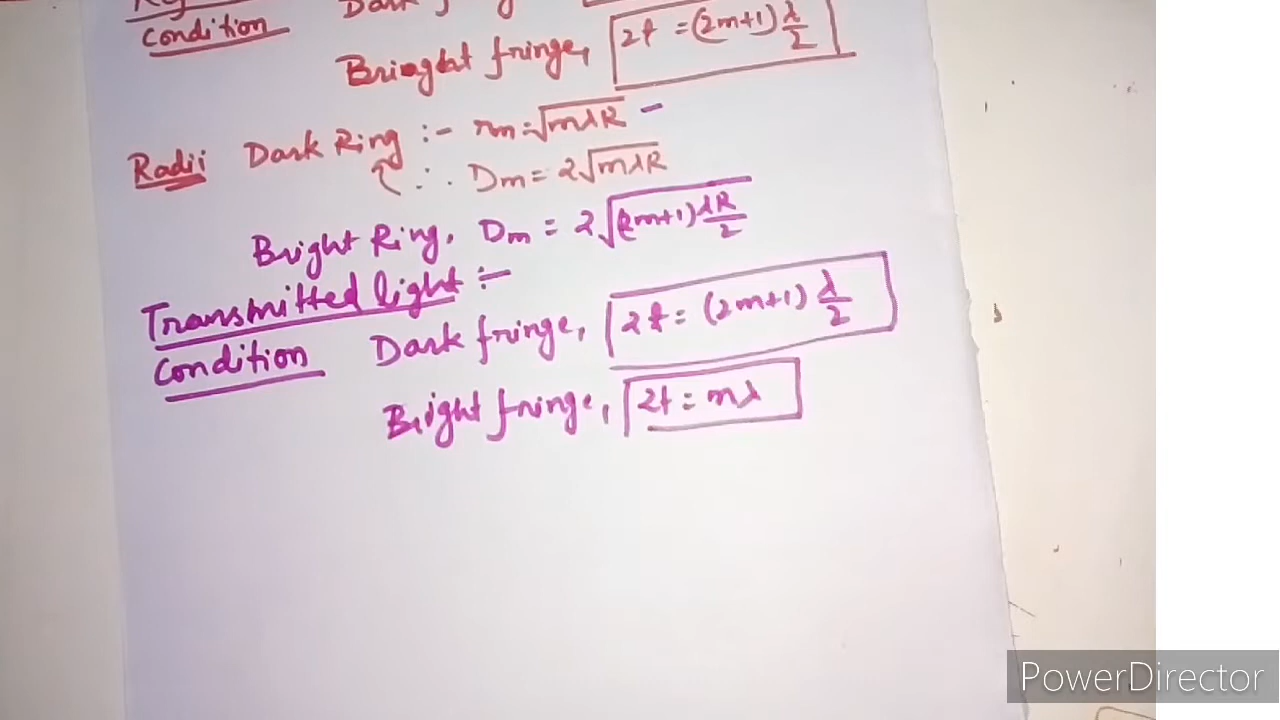 Dark
condition
Bright fringe, 2t = (2m+1) λ/2
Radii Dark Ring :- rm = √mλR -
∴ Dm = 2√mλR
Bright Ring, Dm = 2√(2m+1) λR/2
Transmitted light :-
condition Dark fringe, 2t = (2m+1) λ/2
Bright fringe, 2t = mλ
PowerDirector